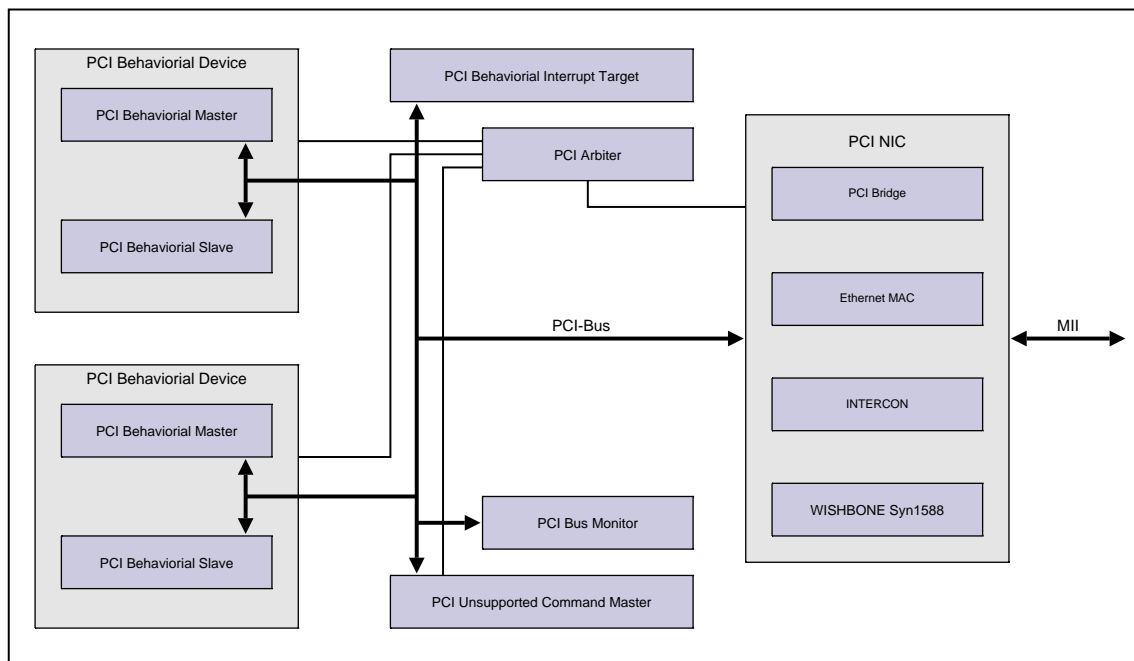 PCI Behaviorial Device
PCI Behaviorial Master
PCI Behaviorial Slave
PCI Behaviorial Device
PCI Behaviorial Master
PCI Behaviorial Slave
PCI Behaviorial Interrupt Target
PCI Arbiter
PCI-Bus
PCI Bus Monitor
PCI Unsupported Command Master
PCI NIC
PCI Bridge
Ethernet MAC
INTERCON
WISHBONE Syn1588
MII